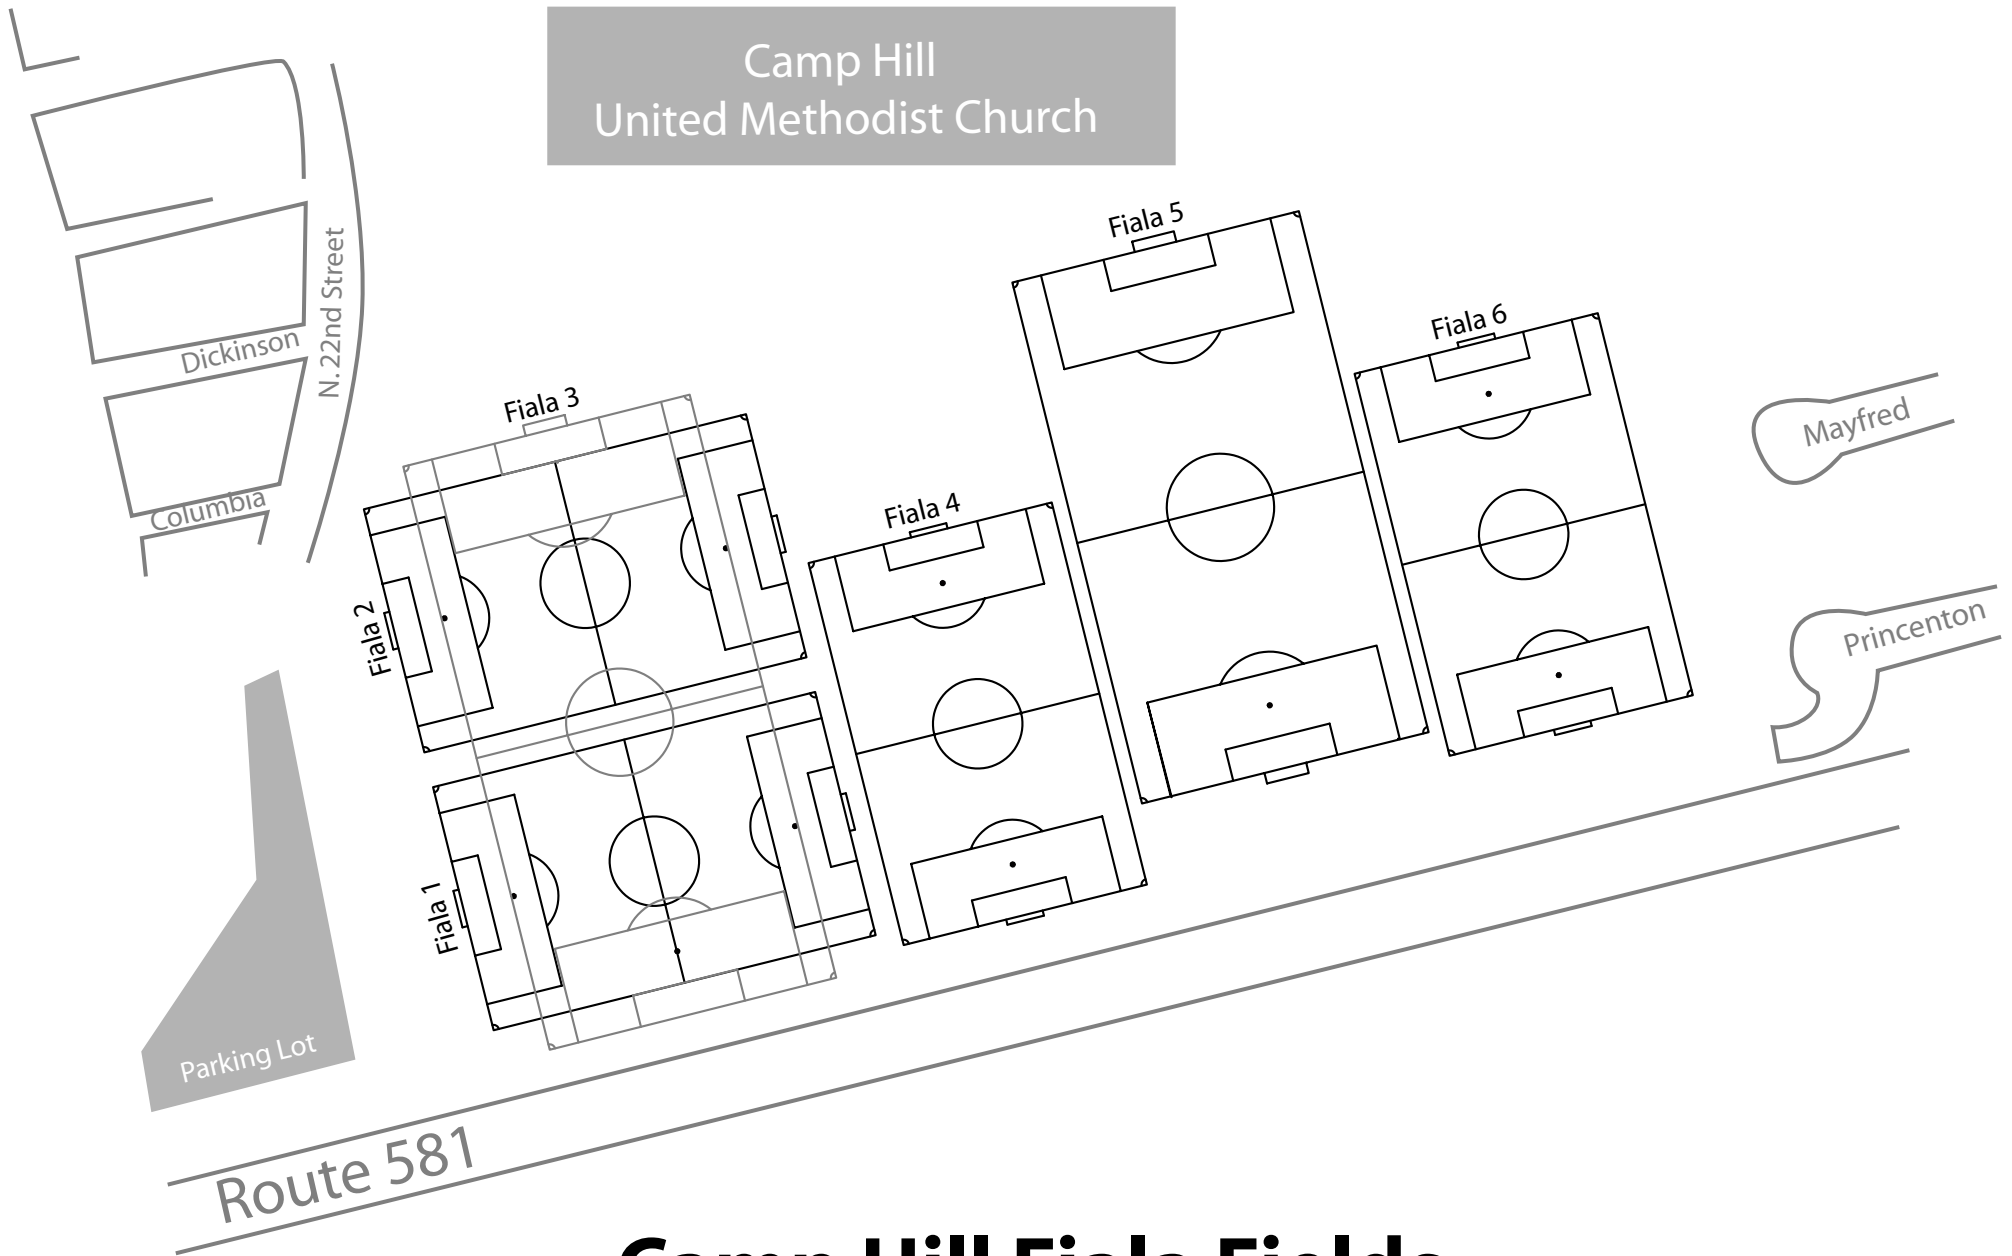 Camp Hill
United Methodist Church
N. 22nd Street
Dickinson
Columbia
Fiala 5
Fiala 6
Fiala 3
Fiala 4
Fiala 2
Fiala 1
Mayfred
Princenton
Parking Lot
Route 581
Camp Hill Fiala Fields